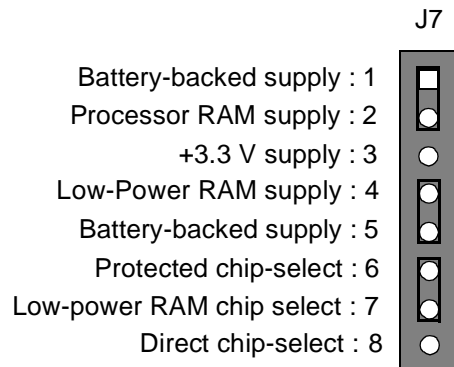 J7
Battery-backed supply : 1
Processor RAM supply : 2
+3.3 V supply : 3
Low-Power RAM supply : 4
Battery-backed supply : 5
Protected chip-select : 6
Low-power RAM chip select : 7
Direct chip-select : 8